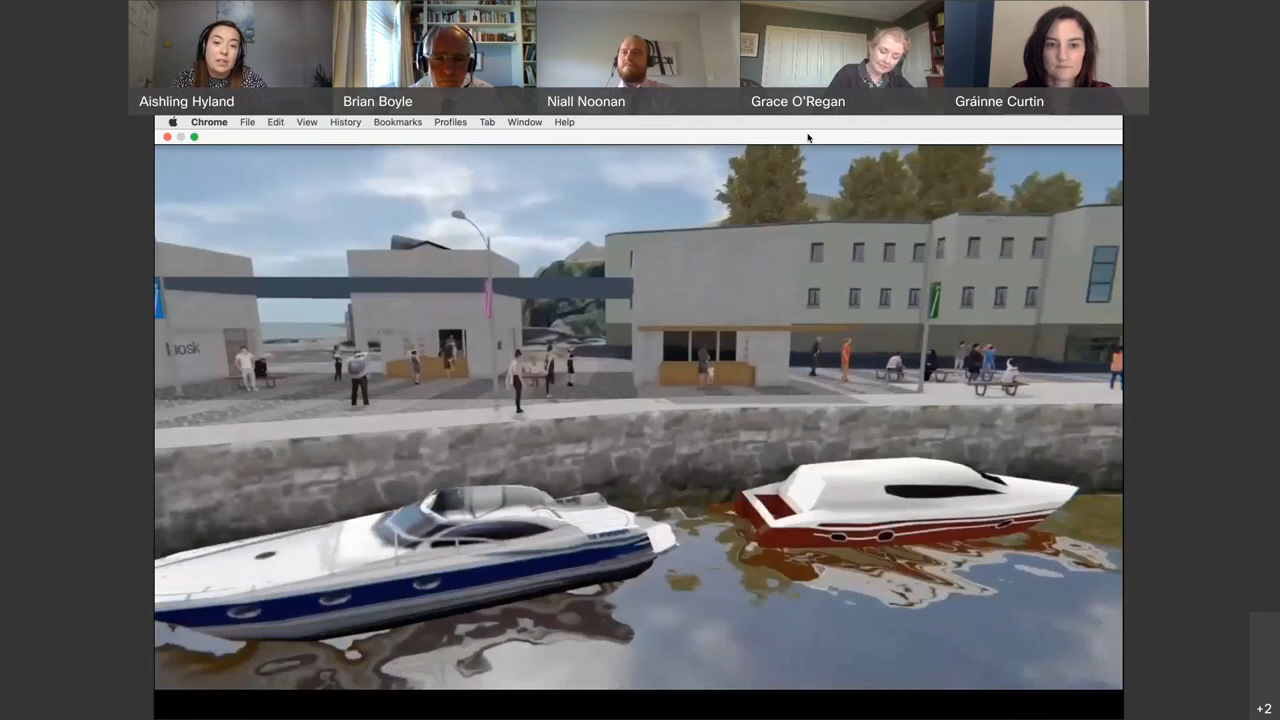 Aishling Hyland
Brian Boyle
Niall Noonan
Grace O'Regan
Gráinne Curtin
Chrome File Edit View History Bookmarks Profiles Tab Window Help
+2